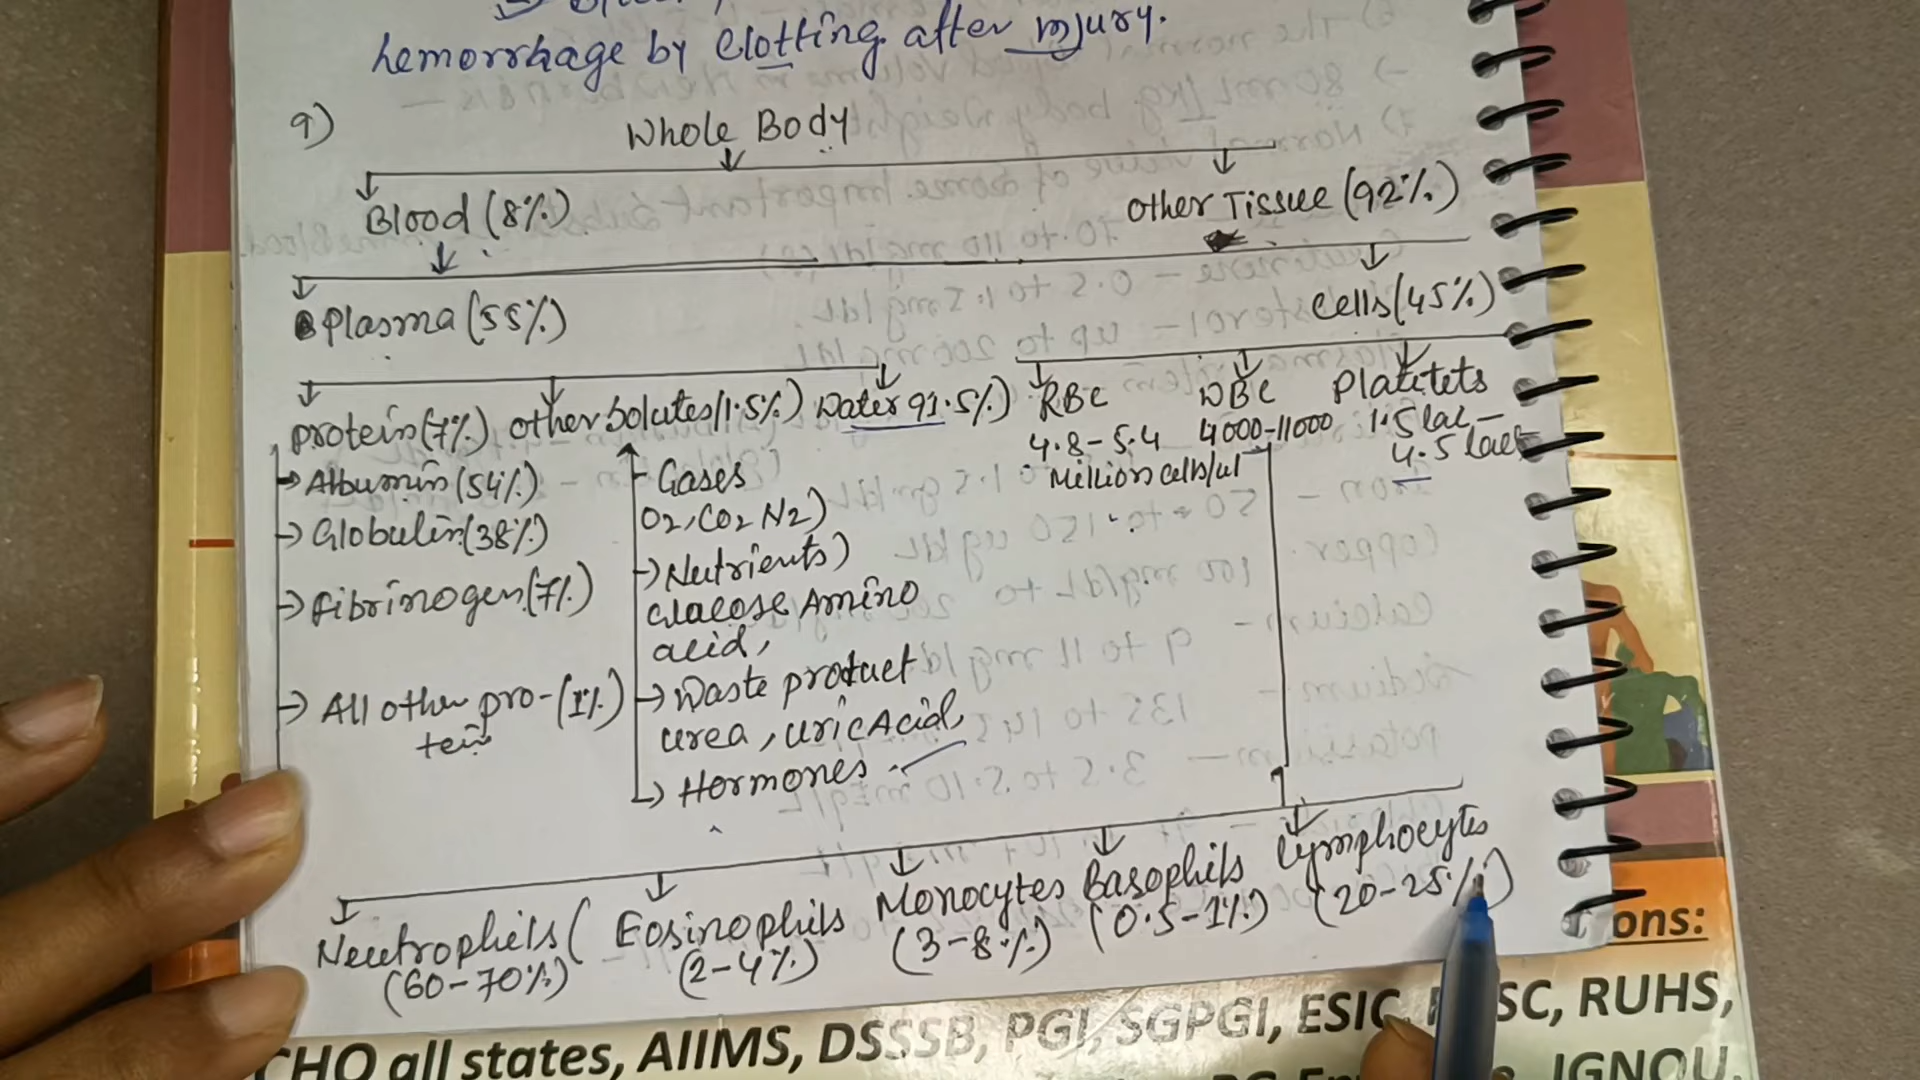 hemorrhage by clotting after injury.
9)
Whole Body
Blood (8%)
Other Tissue (92%)
Plasma (55%)
Cells (45%)
protein (7%) other Solutes (1.5%) Water 91.5%)
RBC
WBC
Platetets
4.8-5.4
Million cells/ul
4000-11000
1.5 lac-
4.5 lac
→ Albumin (54%)
→ Globulin (38%)
→ fibrinogen (7%)
→ All other pro- (1%)
tein
Gases
O2, CO2 N2)
→ Nutrients)
Glucose Amino
acid,
→ Waste product
urea, uric Acid,
→ Hormones.
Neutrophils (
(60-70%)
Eosinophils
(2-4%)
Monocytes
(3-8%)
Basophils
(0.5-1%)
Lymphocytes
(20-25%)
ons:
CHO all states, AIIMS, DSSSB, PGI, SGPGI, ESIC, SC, RUHS,
IGNOU,